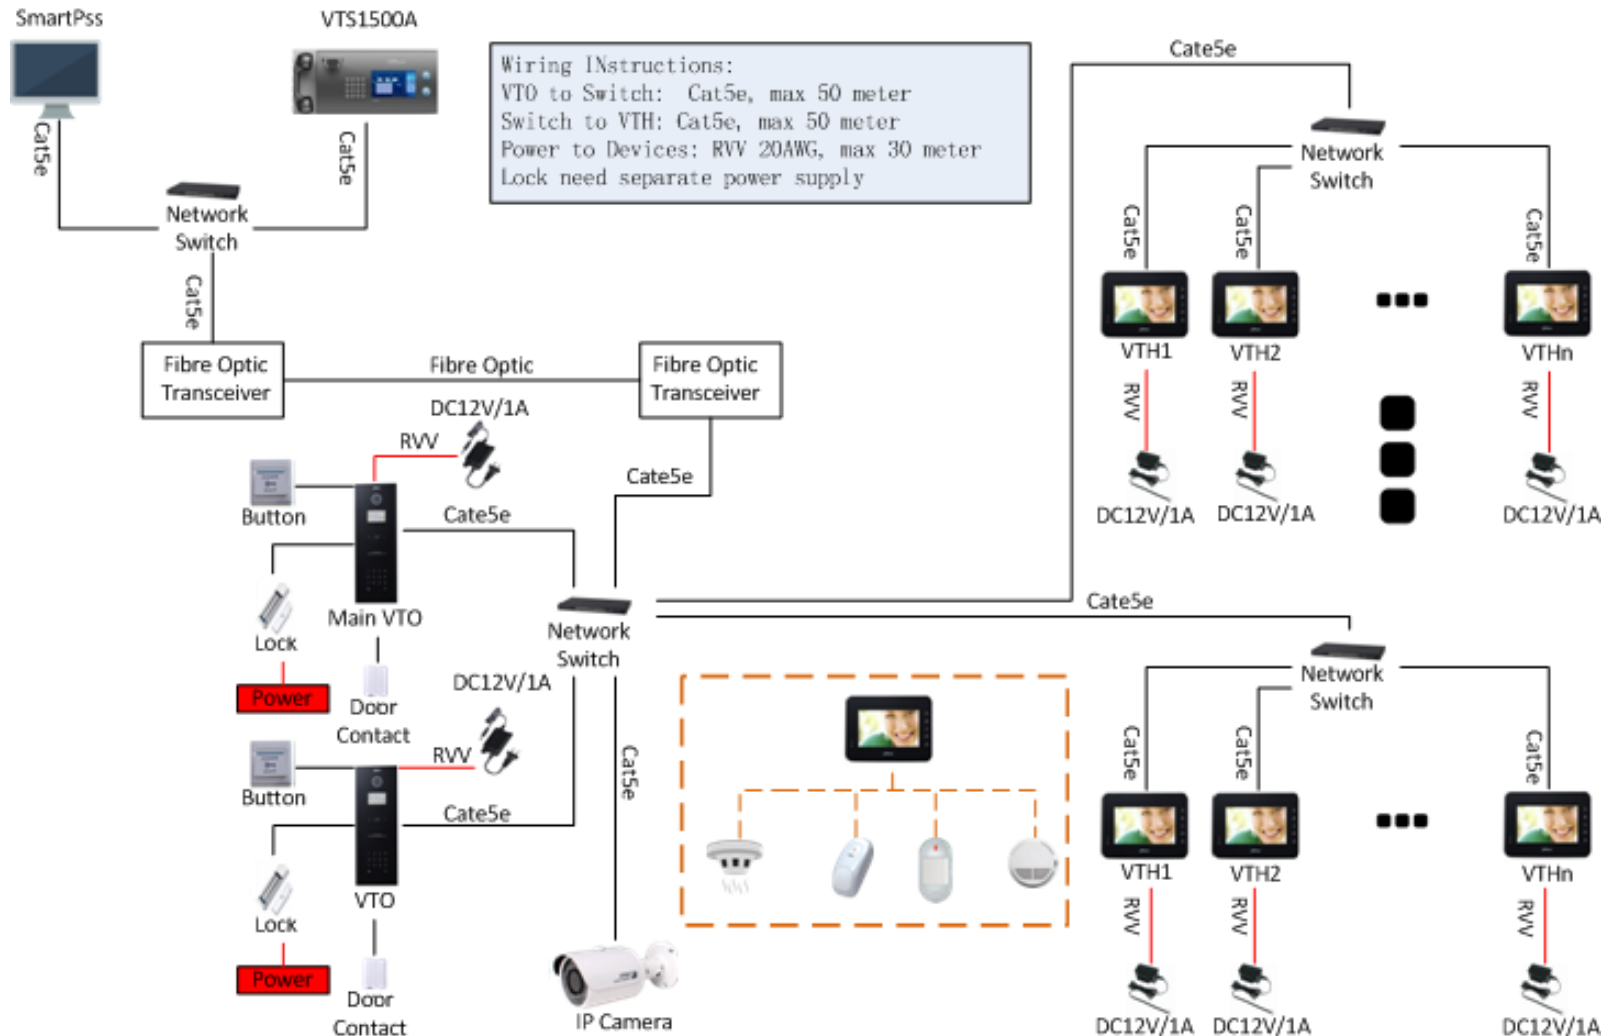 SmartPss
VTS1500A
Wiring INstructions:
VTO to Switch:  Cat5e, max 50 meter
Switch to VTH: Cat5e, max 50 meter
Power to Devices: RVV 20AWG, max 30 meter
Lock need separate power supply
Cat5e
Cat5e
Network
Switch
Cat5e
Fibre Optic
Transceiver
Fibre Optic
Fibre Optic
Transceiver
DC12V/1A
RVV
Button
Cate5e
Cate5e
Lock
Main VTO
Power
Door
Contact
Network
Switch
DC12V/1A
RVV
Button
Cate5e
Cat5e
Lock
VTO
Power
Door
Contact
IP Camera
Cate5e
Network
Switch
Cat5e
Cat5e
Cat5e
VTH1
VTH2
VTHn
RVV
RVV
RVV
DC12V/1A
DC12V/1A
DC12V/1A
Cate5e
Network
Switch
Cat5e
Cat5e
Cat5e
VTH1
VTH2
VTHn
RVV
RVV
RVV
DC12V/1A
DC12V/1A
DC12V/1A